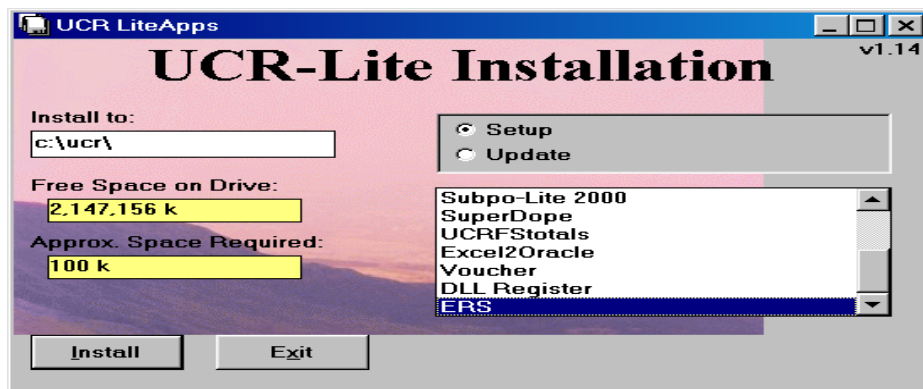 UCR LiteApps
UCR-Lite Installation
v1.14
Install to:
c:\ucr\
Setup
Update
Free Space on Drive:
2,147,156 k
Approx. Space Required:
100 k
Subpo-Lite 2000
SuperDope
UCRFStotals
Excel2Oracle
Voucher
DLL Register
ERS
Install
Exit